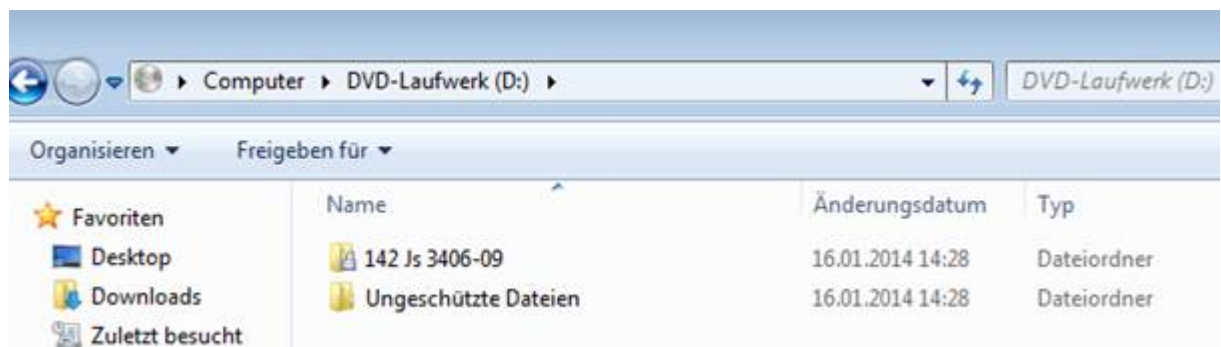 Computer DVD-Laufwerk (D:) DVD-Laufwerk (D:)
Organisieren Freigeben für
Favoriten Name Änderungsdatum Typ
Desktop 142 Js 3406-09 16.01.2014 14:28 Dateiordner
Downloads Ungeschützte Dateien 16.01.2014 14:28 Dateiordner
Zuletzt besucht